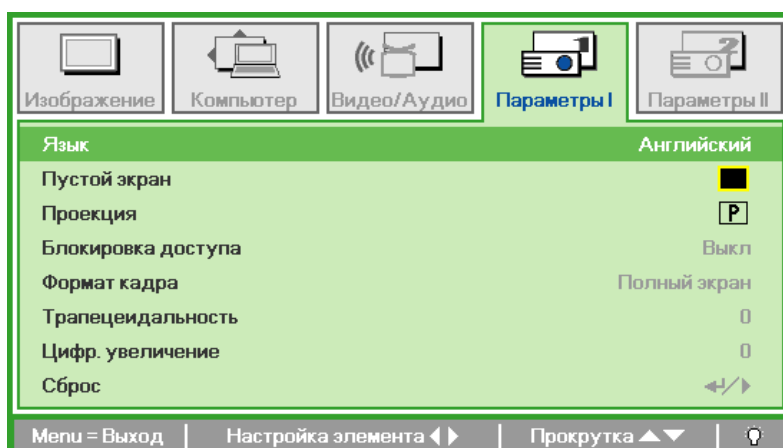 Изображение Компьютер Видео/Аудио Параметры I Параметры II
Язык Английский
Пустой экран
Проекция P
Блокировка доступа Выкл
Формат кадра Полный экран
Трапецеидальность 0
Цифр. увеличение 0
Сброс
Menu = Выход Настройка элемента Прокрутка